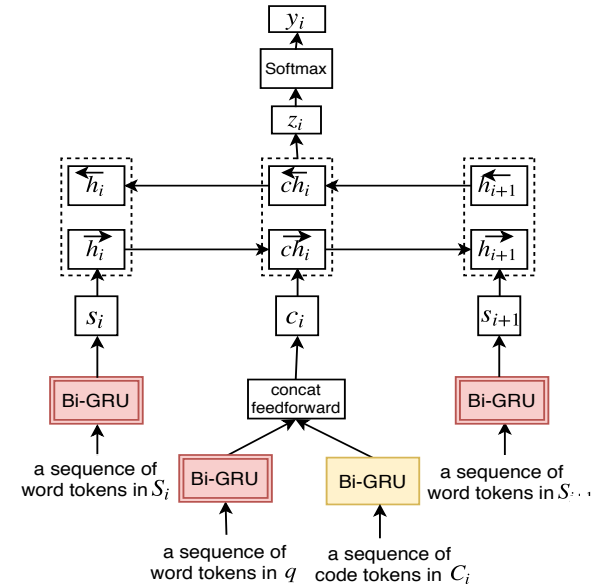 y_i
Softmax
z_i
←h_i
←ch_i
←h_{i+1}
→h_i
→ch_i
→h_{i+1}
s_i
c_i
s_{i+1}
Bi-GRU
concat
feedforward
Bi-GRU
a sequence of
word tokens in S_i
Bi-GRU
Bi-GRU
a sequence of
word tokens in
a sequence of
word tokens in q
a sequence of
code tokens in C_i